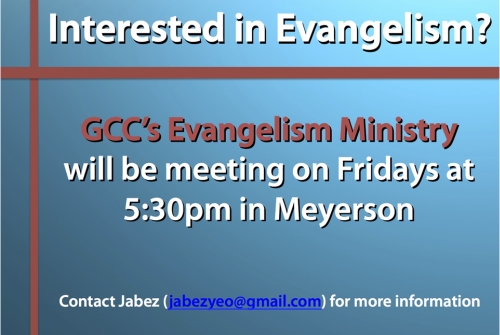 Interested in Evangelism?
GCC's Evangelism Ministry
will be meeting on Fridays at
5:30pm in Meyerson
Contact Jabez (jabezyeo@gmail.com) for more information